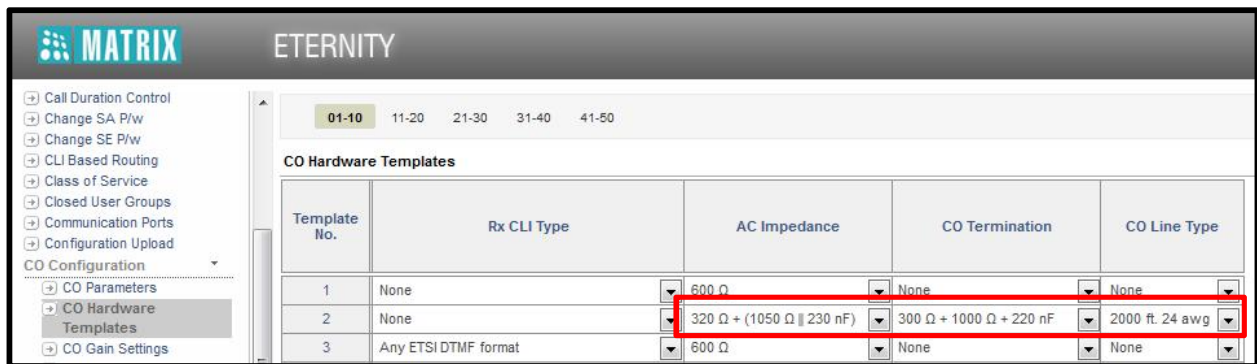 MATRIX
ETERNITY
Call Duration Control
Change SA P/w
Change SE P/w
CLI Based Routing
Class of Service
Closed User Groups
Communication Ports
Configuration Upload
CO Configuration
CO Parameters
CO Hardware
Templates
CO Gain Settings
01-10 11-20 21-30 31-40 41-50
CO Hardware Templates
Template No. Rx CLI Type AC Impedance CO Termination CO Line Type
1 None 600 Ω None None
2 None 320 Ω + (1050 Ω || 230 nF) 300 Ω + 1000 Ω + 220 nF 2000 ft. 24 awg
3 Any ETSI DTMF format 600 Ω None None